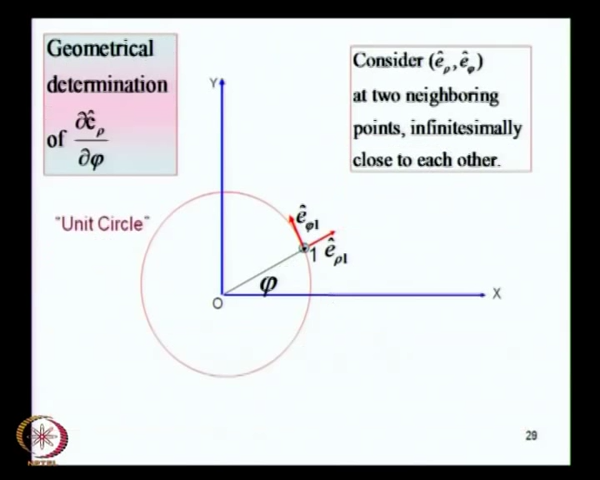 Geometrical
determination
of ∂ê_ρ/∂φ
Consider (ê_ρ, ê_φ)
at two neighboring
points, infinitesimally
close to each other.
Y
"Unit Circle"
ê_φ1
1 ê_ρ1
φ
O
X
29
NPTEL